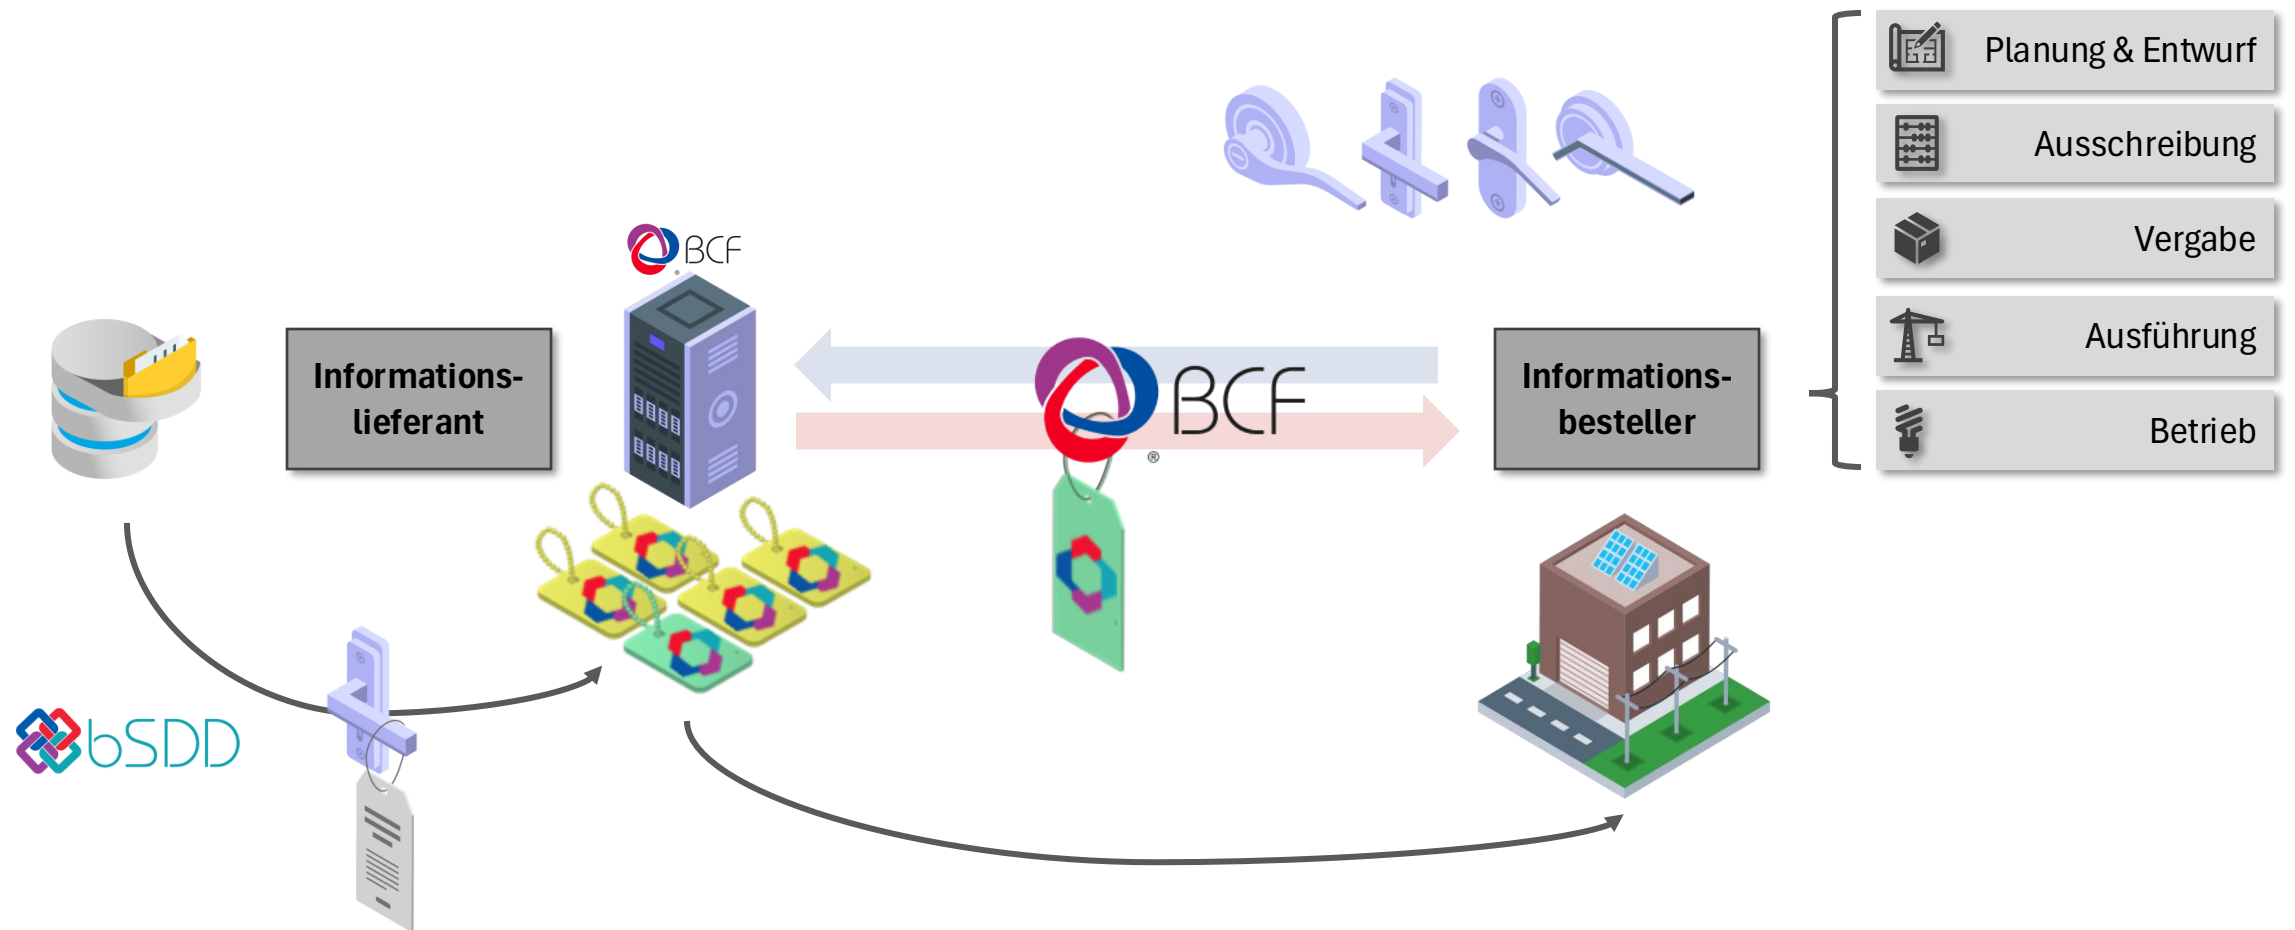 Planung & Entwurf
Ausschreibung
Vergabe
Ausführung
Betrieb
BCF
®
Informations-
lieferant
BCF
®
Informations-
besteller
bSDD